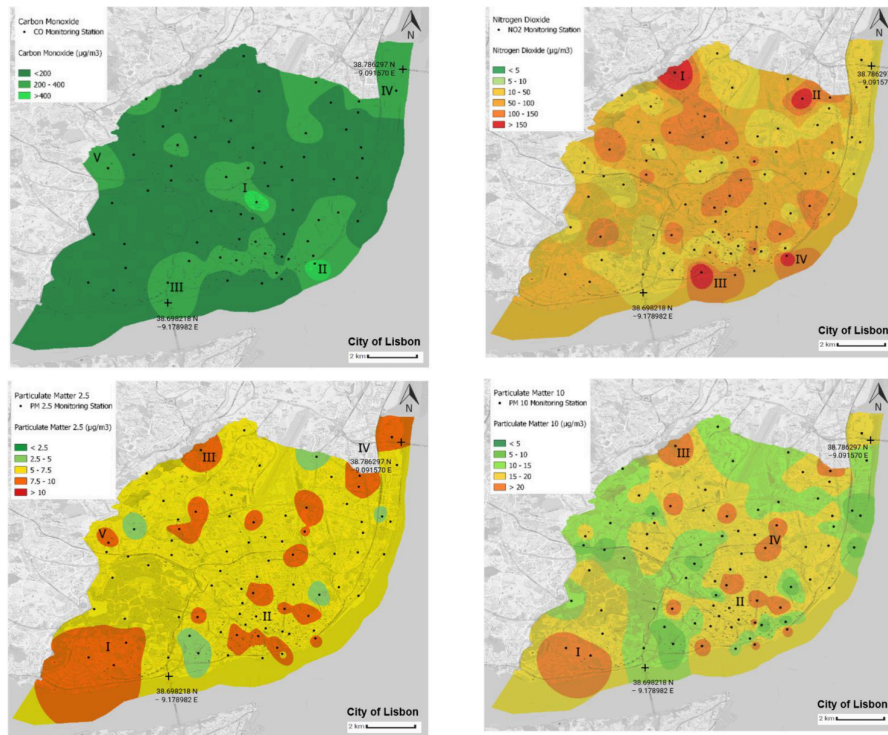 Carbon Monoxide
CO Monitoring Station
Carbon Monoxide (µg/m3)
<200
200 - 400
>400
N
38.786297 N
-9.091570 E
IV
V
I
II
III
38.698218 N
-9.178982 E
City of Lisbon
2 km
Nitrogen Dioxide
NO2 Monitoring Station
Nitrogen Dioxide (µg/m3)
< 5
5 - 10
10 - 50
50 - 100
100 - 150
> 150
N
38.786297 N
-9.091570 E
I
II
IV
III
38.698218 N
-9.178982 E
City of Lisbon
2 km
Particulate Matter 2.5
PM 2.5 Monitoring Station
Particulate Matter 2.5 (µg/m3)
< 2.5
2.5 - 5
5 - 7.5
7.5 - 10
> 10
N
IV
III
38.786297 N
-9.091570 E
V
II
I
38.698218 N
- 9.178982 E
City of Lisbon
2 km
Particulate Matter 10
PM 10 Monitoring Station
Particulate Matter 10 (µg/m3)
< 5
5 - 10
10 - 15
15 - 20
> 20
N
38.786297 N
-9.091570 E
III
IV
II
I
38.698218 N
-9.178982 E
City of Lisbon
2 km